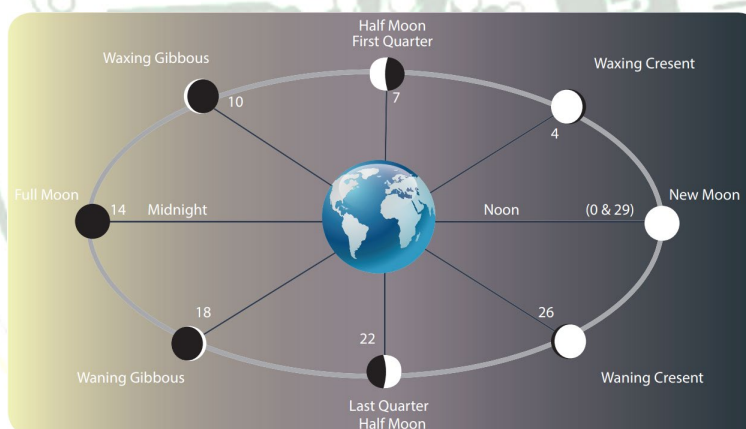 Half Moon
First Quarter
Waxing Gibbous
Waxing Cresent
10
7
4
Full Moon
14
Midnight
Noon
(0 & 29)
New Moon
18
22
26
Waning Gibbous
Waning Cresent
Last Quarter
Half Moon